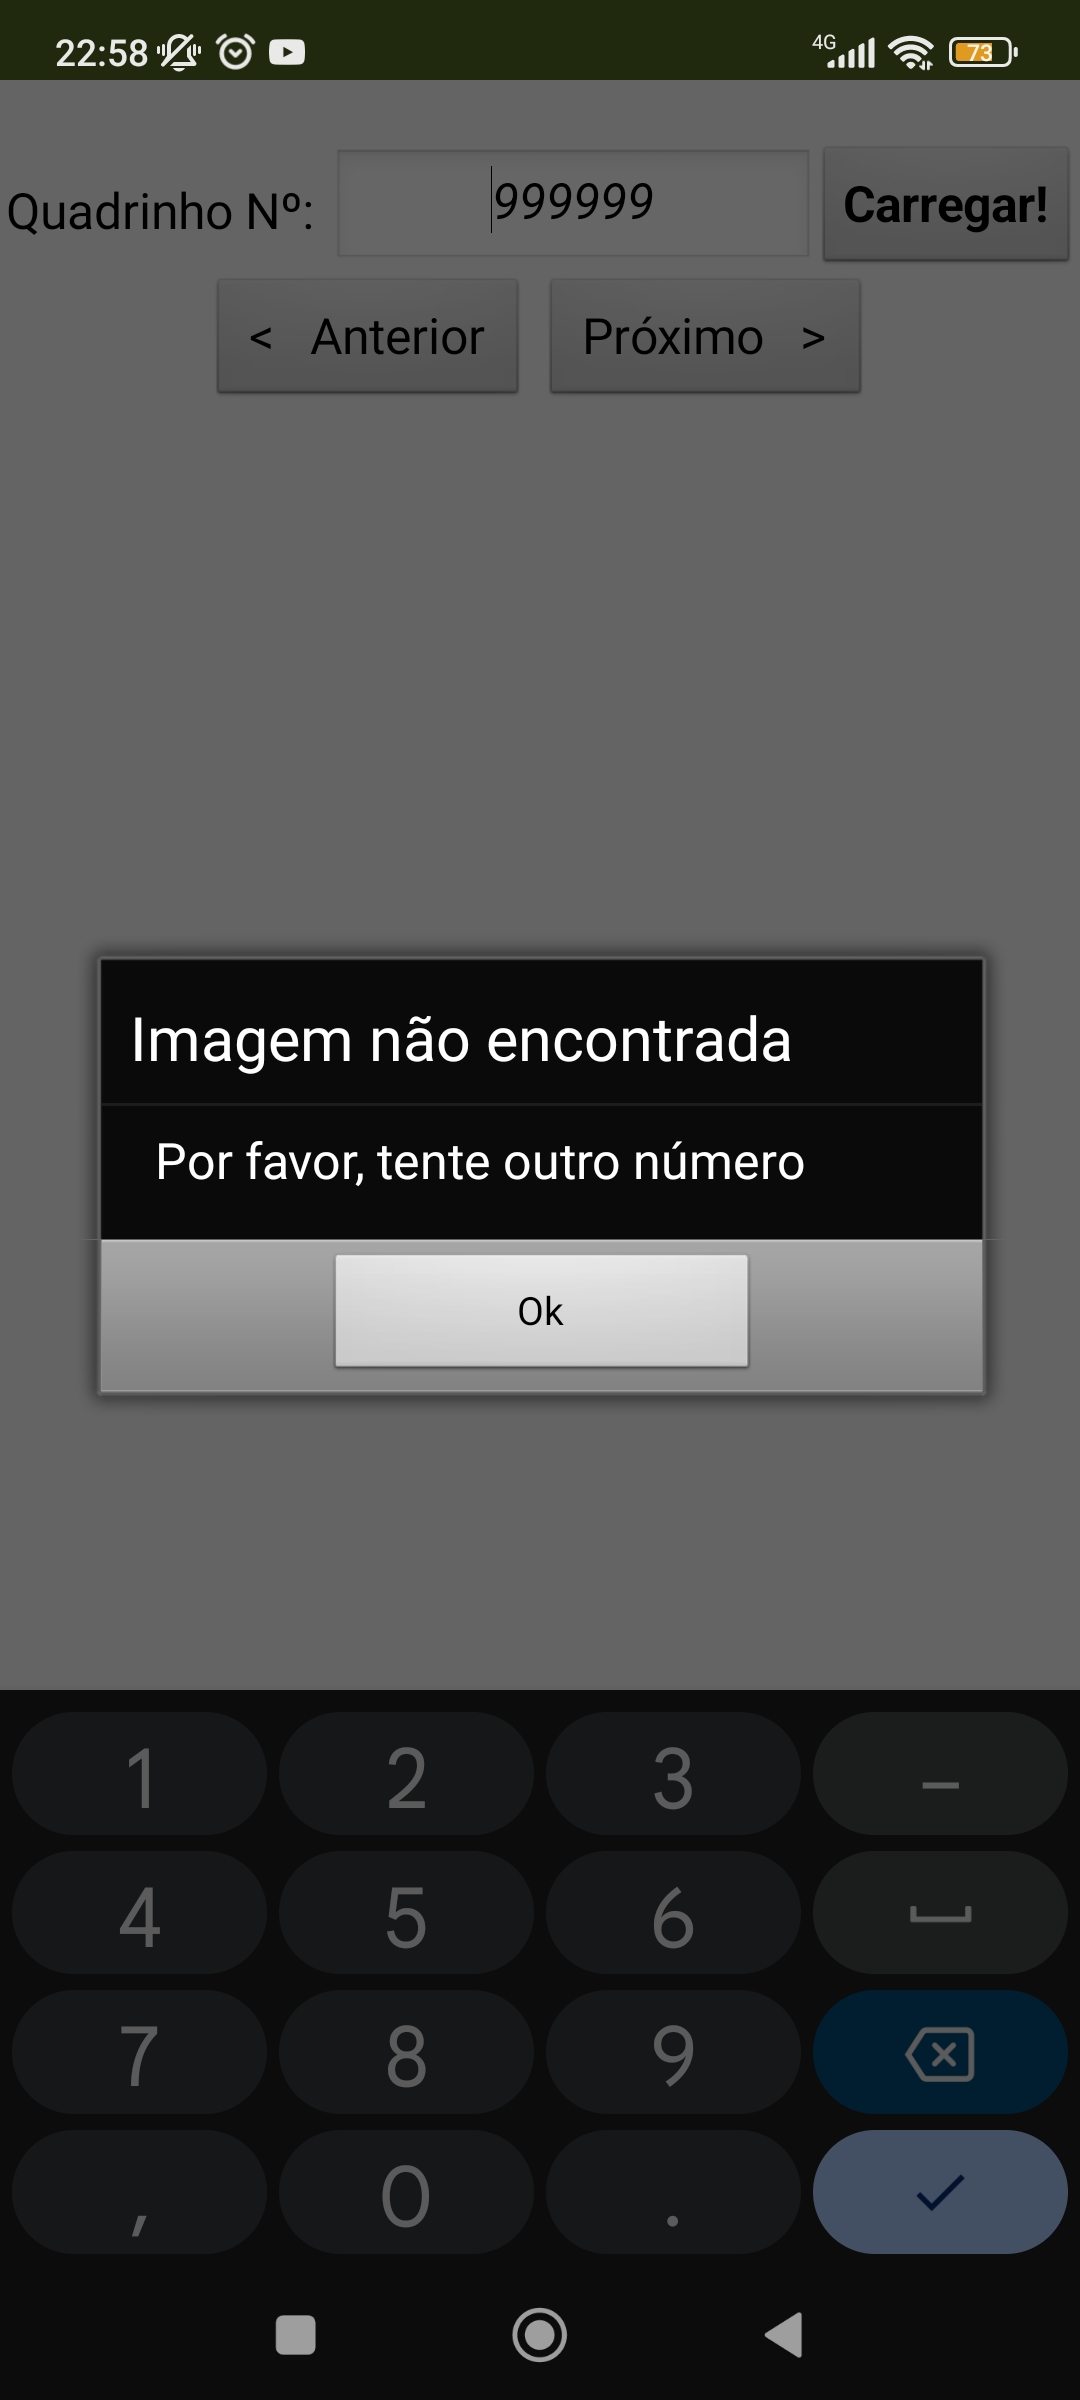 22:58
4G
73
Quadrinho Nº:
999999
Carregar!
< Anterior
Próximo >
Imagem não encontrada
Por favor, tente outro número
Ok
1 2 3 –
4 5 6
7 8 9
, 0 .